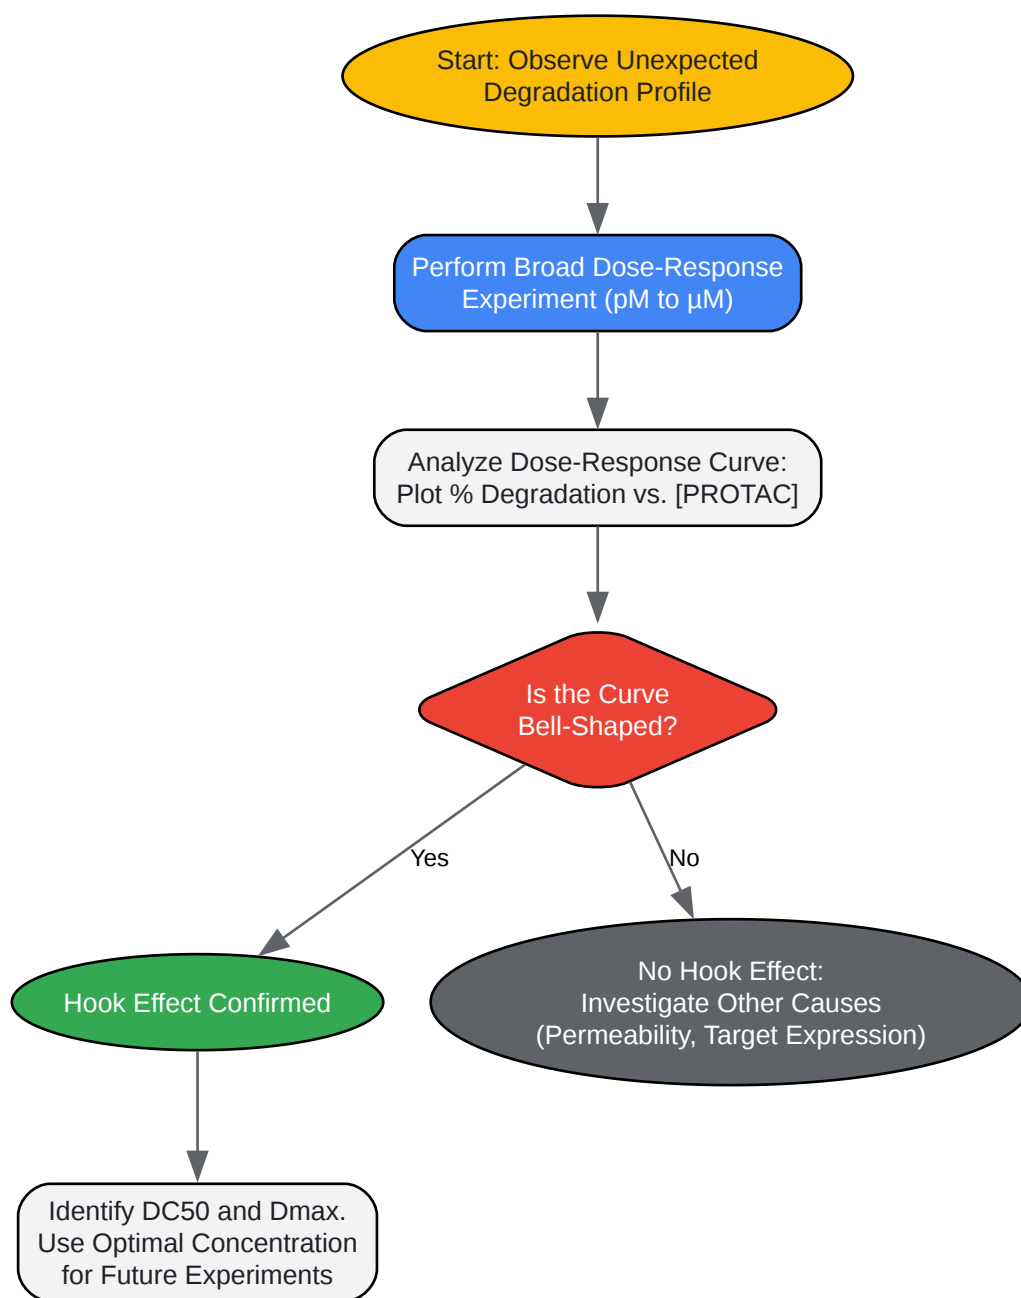 Start: Observe Unexpected
Degradation Profile
Perform Broad Dose-Response
Experiment (pM to µM)
Analyze Dose-Response Curve:
Plot % Degradation vs. [PROTAC]
Is the Curve
Bell-Shaped?
Yes
No
Hook Effect Confirmed
No Hook Effect:
Investigate Other Causes
(Permeability, Target Expression)
Identify DC50 and Dmax.
Use Optimal Concentration
for Future Experiments